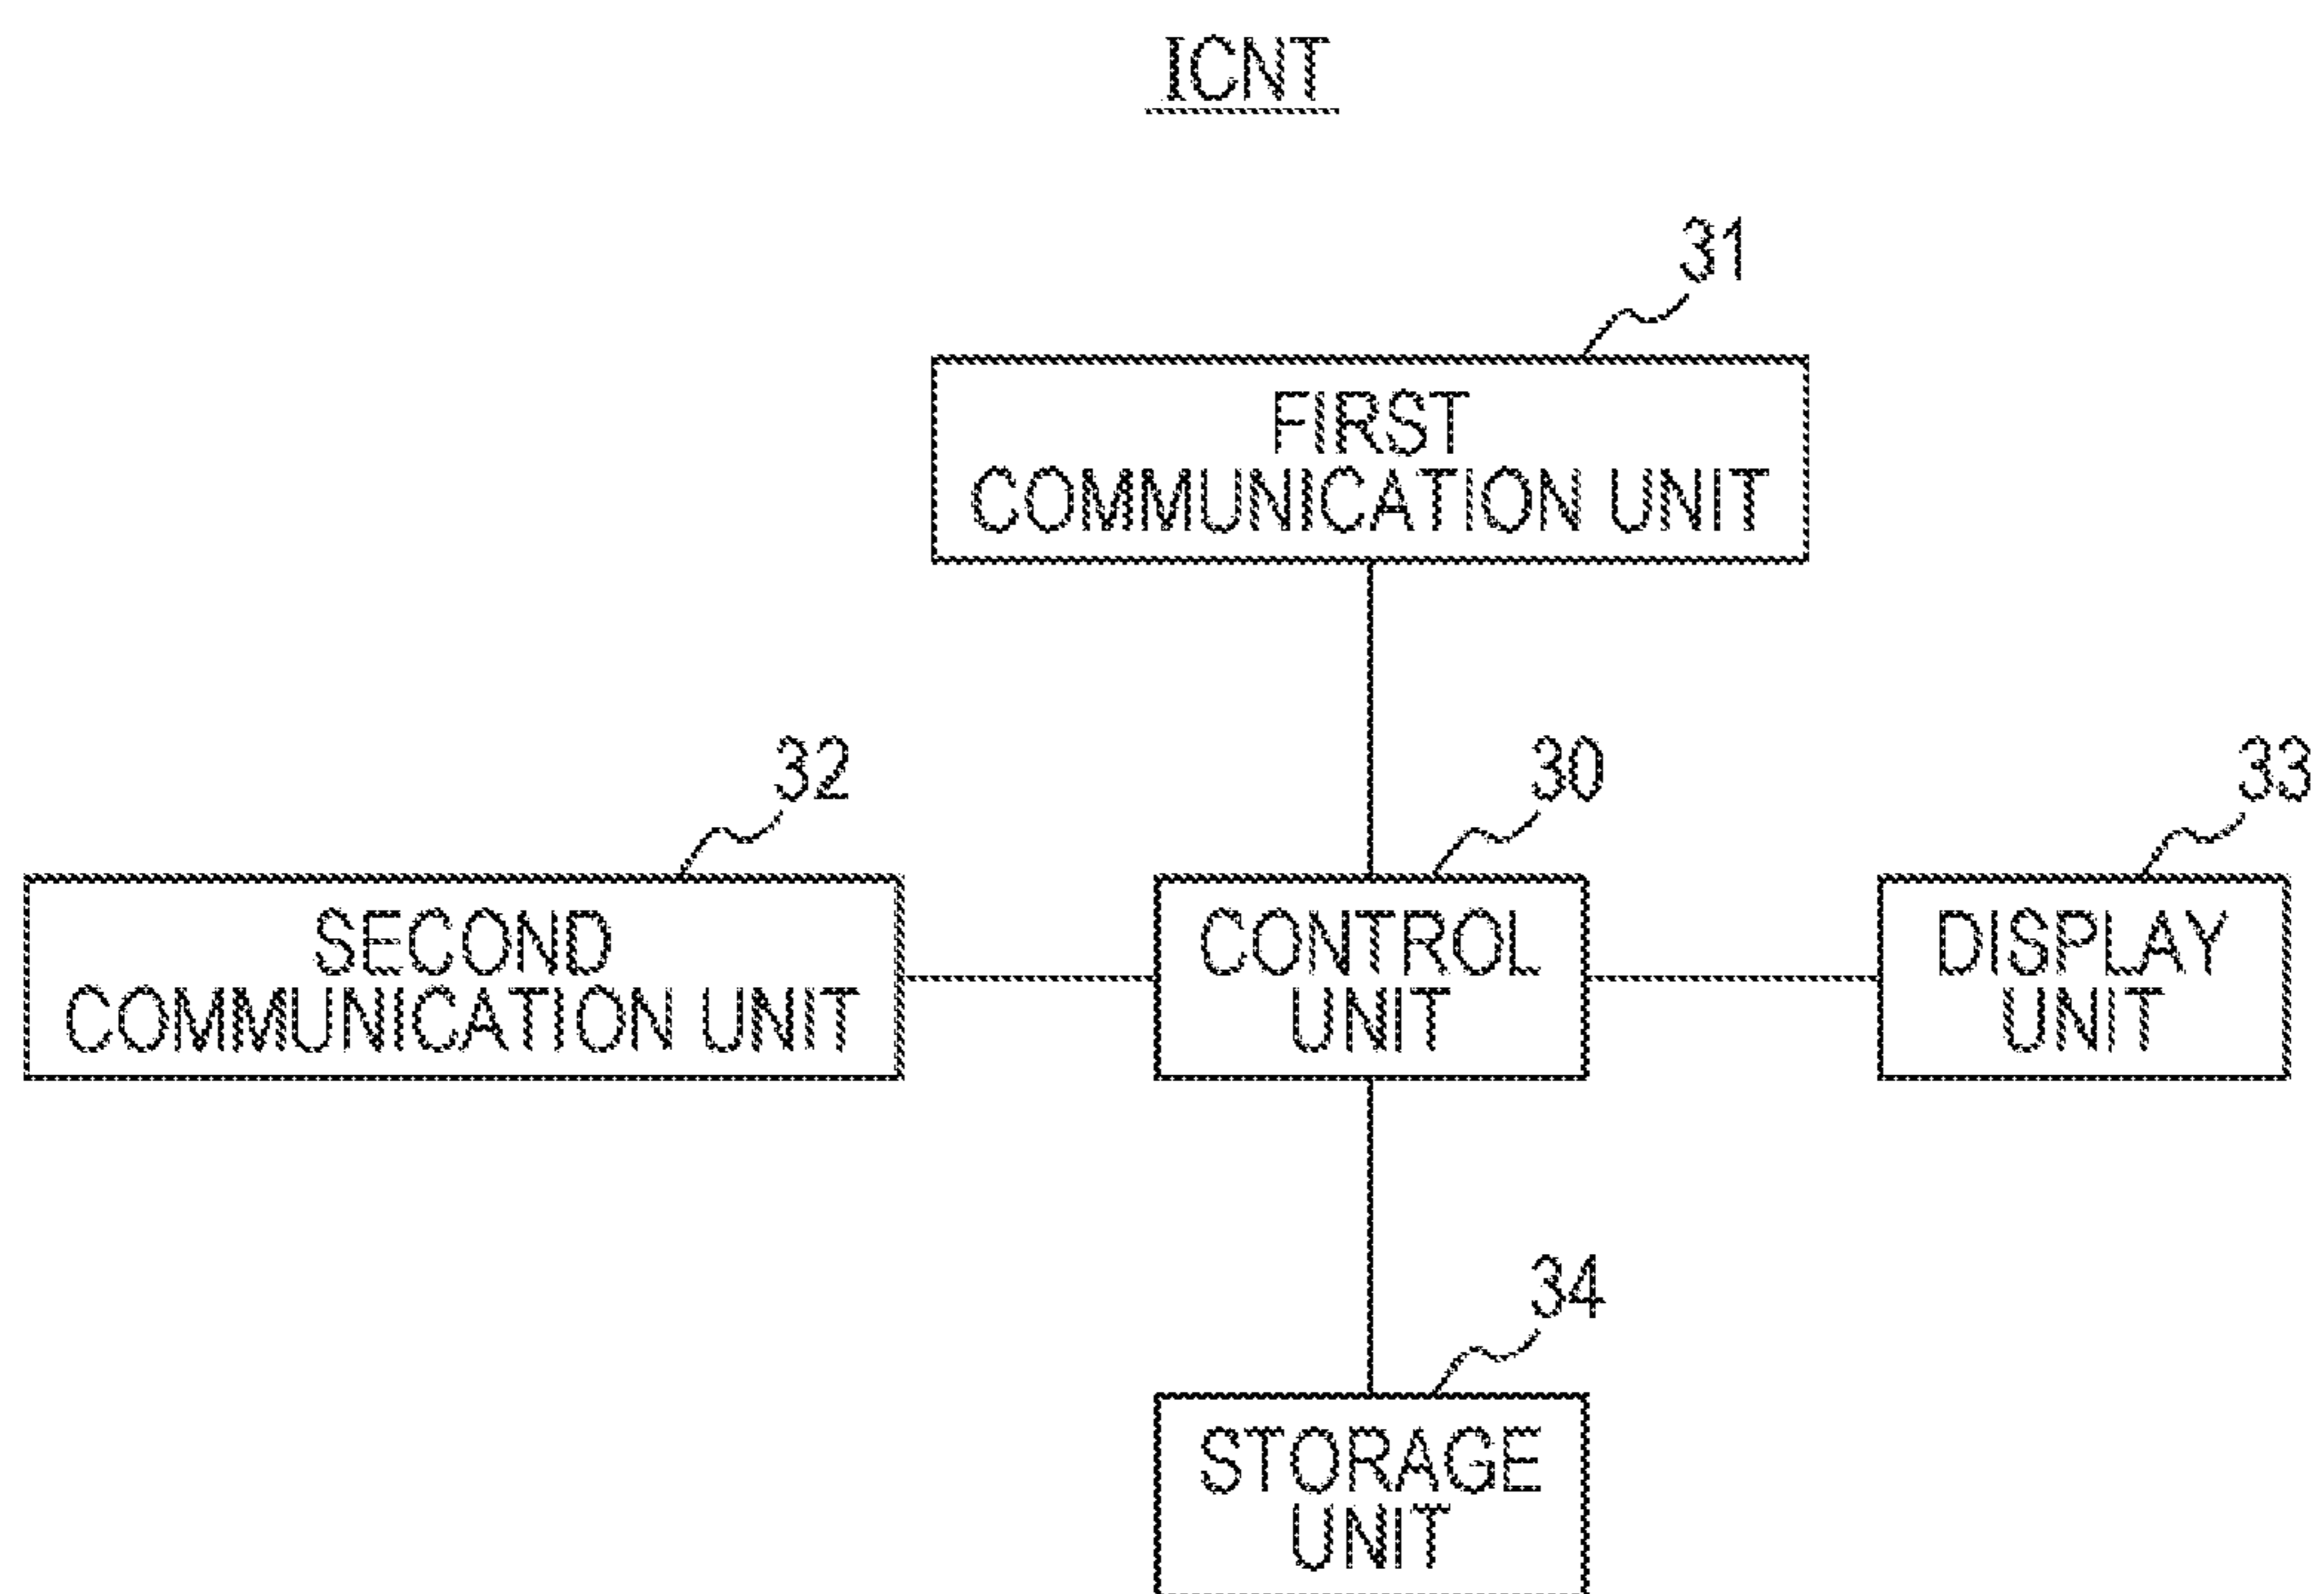 ICNT
31
FIRST
COMMUNICATION UNIT
32
30
33
SECOND
COMMUNICATION UNIT
CONTROL
UNIT
DISPLAY
UNIT
34
STORAGE
UNIT